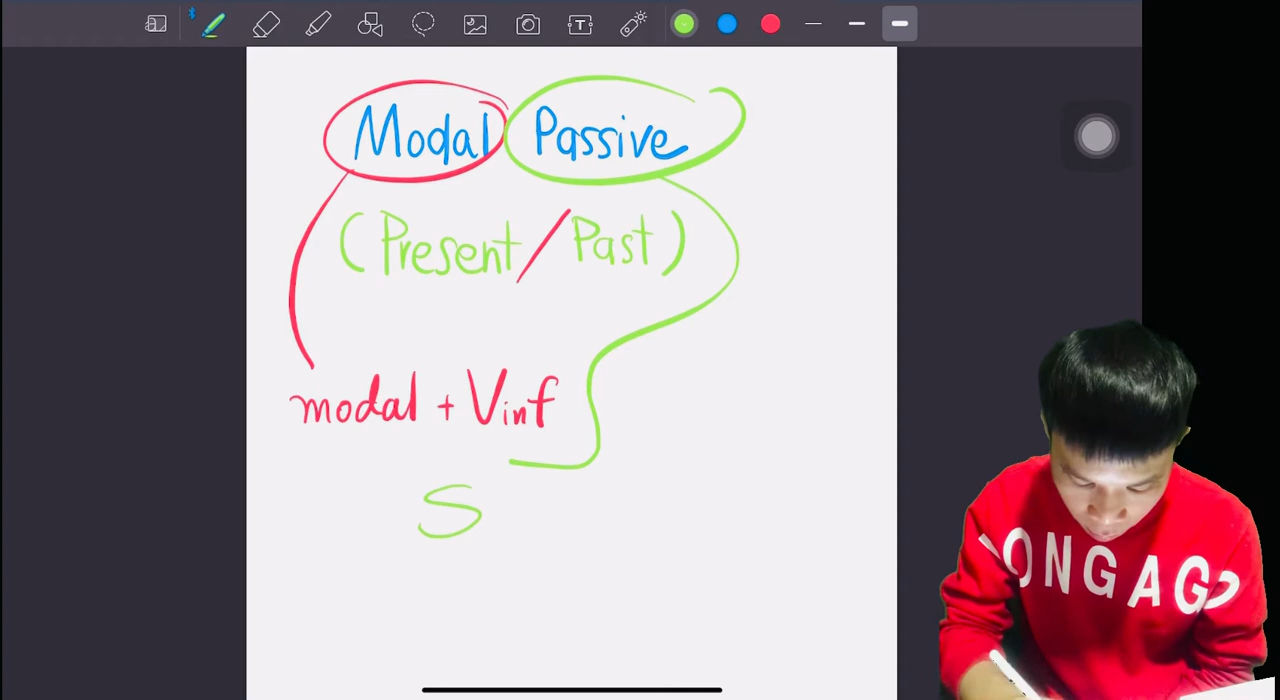 Modal Passive
(Present/Past)
modal + Vinf
S
ONGAG